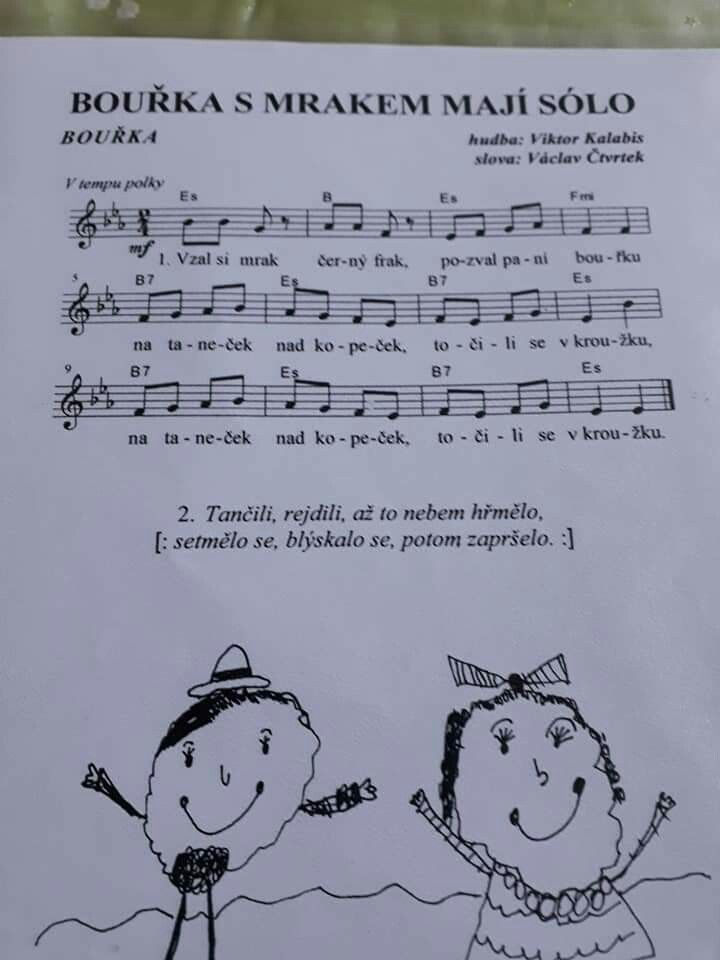 BOUŘKA S MRAKEM MAJÍ SÓLO
BOUŘKA
hudba: Viktor Kalabis
slova: Václav Čtvrtek
V tempu polky
Es B Es Fmi
2 4
mf
1. Vzal si mrak čer-ný frak, po-zval pa-ní bou-řku
5
B7 Es B7 Es
na ta-ne-ček nad ko-pe-ček, to-či-li se v krou-žku,
9
B7 Es B7 Es
na ta-ne-ček nad ko-pe-ček, to-či-li se v krou-žku.
2. Tančili, rejdili, až to nebem hřmělo,
[: setmělo se, blýskalo se, potom zapršelo. :]